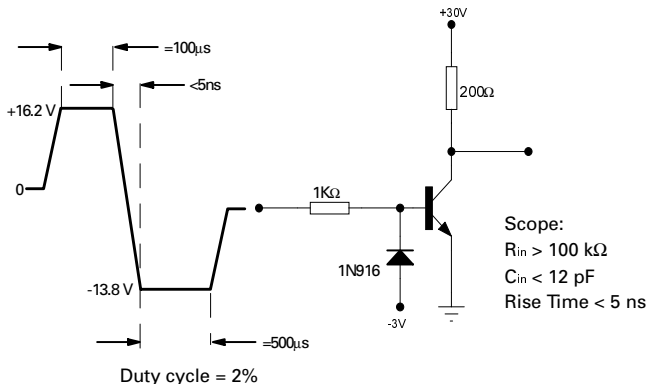 +30V
=100µs
<5ns
200Ω
+16.2 V
0
1KΩ
Scope:
Rin > 100 kΩ
1N916
Cin < 12 pF
-13.8 V
Rise Time < 5 ns
-3V
=500µs
Duty cycle = 2%